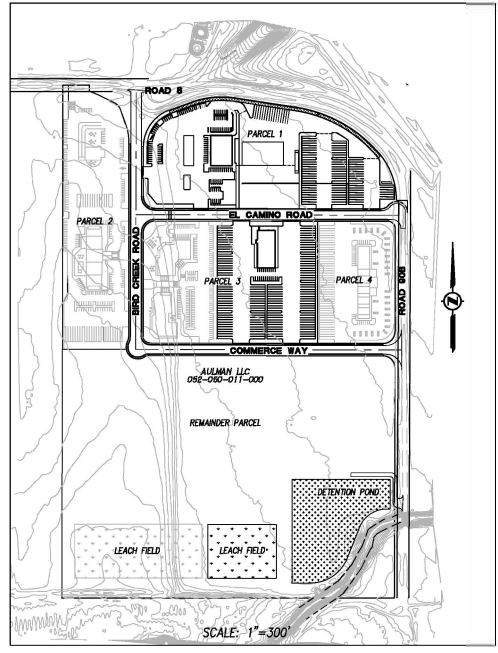 ROAD 8
PARCEL 1
EL CAMINO ROAD
PARCEL 2
BIRD CREEK ROAD
PARCEL 3
PARCEL 4
ROAD 90B
COMMERCE WAY
AULMAN LLC
052-060-011-000
REMAINDER PARCEL
DETENTION POND
LEACH FIELD
LEACH FIELD
SCALE: 1"=300'
Z